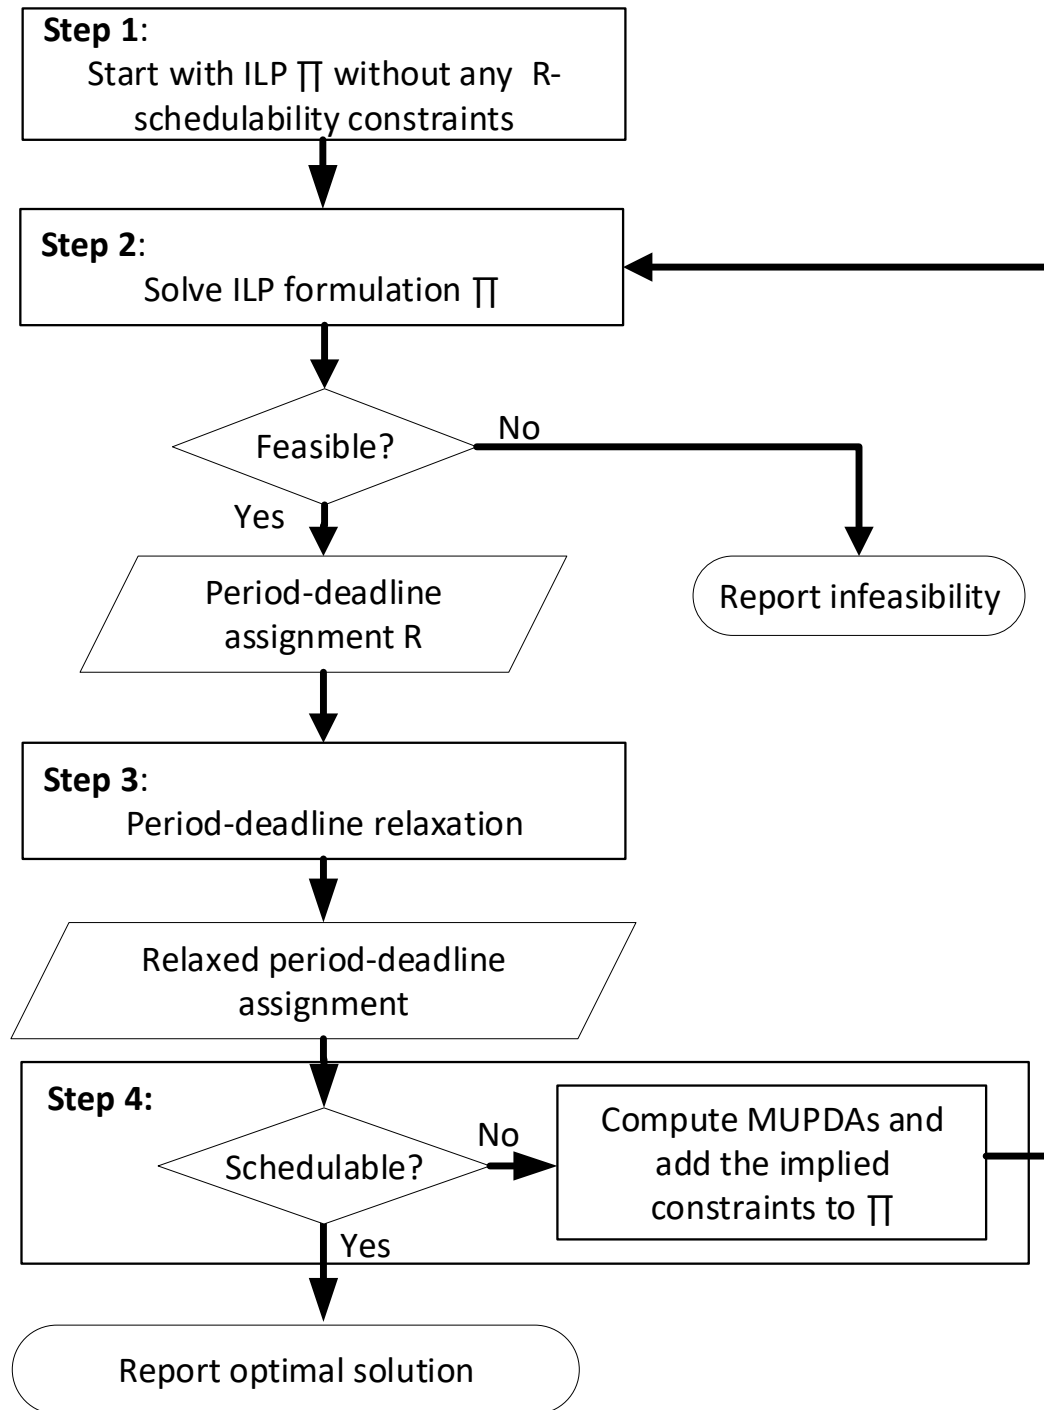 Step 1:
Start with ILP ∏ without any R-
schedulability constraints
Step 2:
Solve ILP formulation ∏
Feasible?
No
Yes
Period-deadline
assignment R
Report infeasibility
Step 3:
Period-deadline relaxation
Relaxed period-deadline
assignment
Step 4:
Schedulable?
No
Compute MUPDAs and
add the implied
constraints to ∏
Yes
Report optimal solution